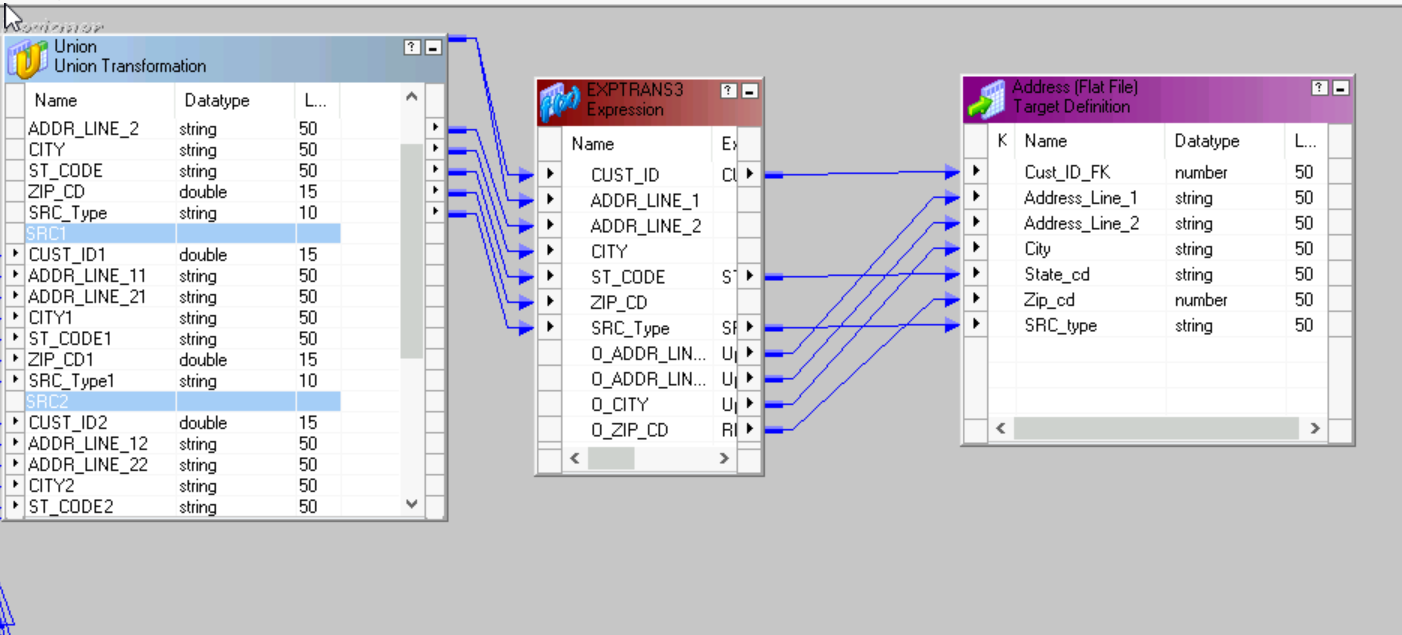 Designer
Union
Union Transformation
Name Datatype L...
ADDR_LINE_2 string 50
CITY string 50
ST_CODE string 50
ZIP_CD double 15
SRC_Type string 10
SRC1
CUST_ID1 double 15
ADDR_LINE_11 string 50
ADDR_LINE_21 string 50
CITY1 string 50
ST_CODE1 string 50
ZIP_CD1 double 15
SRC_Type1 string 10
SRC2
CUST_ID2 double 15
ADDR_LINE_12 string 50
ADDR_LINE_22 string 50
CITY2 string 50
ST_CODE2 string 50
EXPTRANS3
Expression
Name
CUST_ID
ADDR_LINE_1
ADDR_LINE_2
CITY
ST_CODE
ZIP_CD
SRC_Type
O_ADDR_LIN...
O_ADDR_LIN...
O_CITY
O_ZIP_CD
Address (Flat File)
Target Definition
K Name Datatype L...
Cust_ID_FK number 50
Address_Line_1 string 50
Address_Line_2 string 50
City string 50
State_cd string 50
Zip_cd number 50
SRC_type string 50